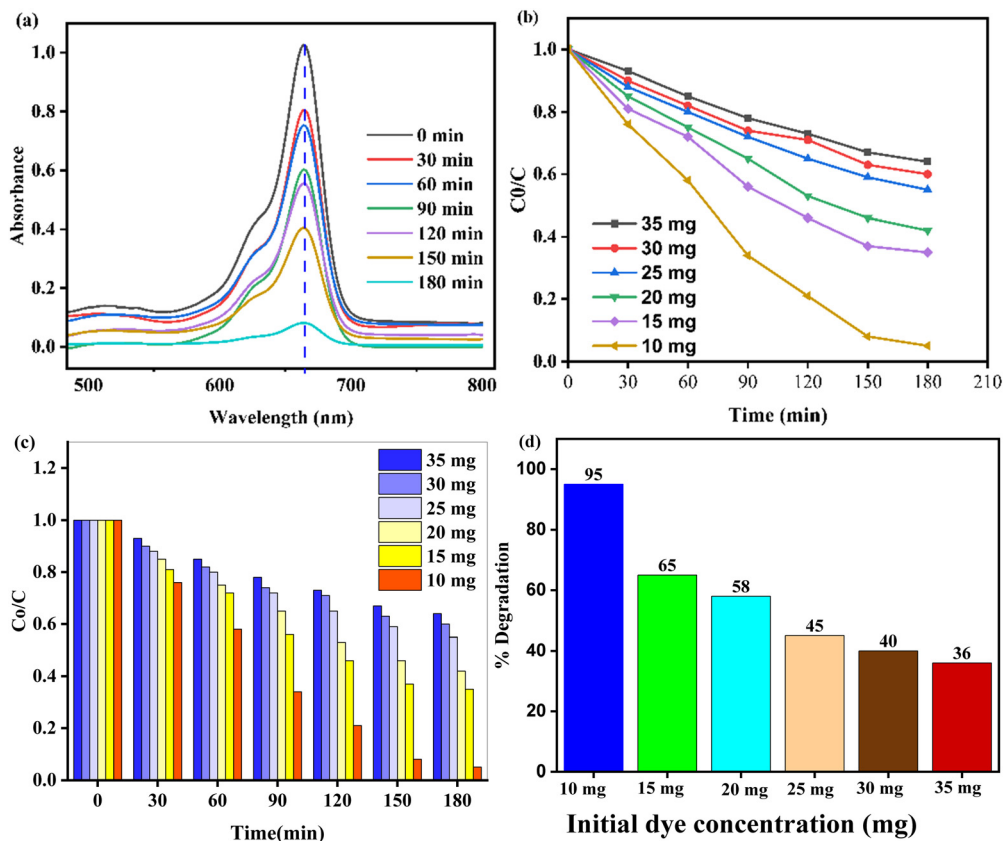 (a)
Absorbance
1.0
0.8
0.6
0.4
0.2
0.0
0 min
30 min
60 min
90 min
120 min
150 min
180 min
500 600 700 800
Wavelength (nm)
(b)
C0/C
1.0
0.8
0.6
0.4
0.2
0.0
35 mg
30 mg
25 mg
20 mg
15 mg
10 mg
0 30 60 90 120 150 180 210
Time (min)
(c)
Co/C
1.2
1.0
0.8
0.6
0.4
0.2
0.0
35 mg
30 mg
25 mg
20 mg
15 mg
10 mg
0 30 60 90 120 150 180
Time(min)
(d)
% Degradation
100
80
60
40
20
0
95
65
58
45
40
36
10 mg 15 mg 20 mg 25 mg 30 mg 35 mg
Initial dye concentration (mg)